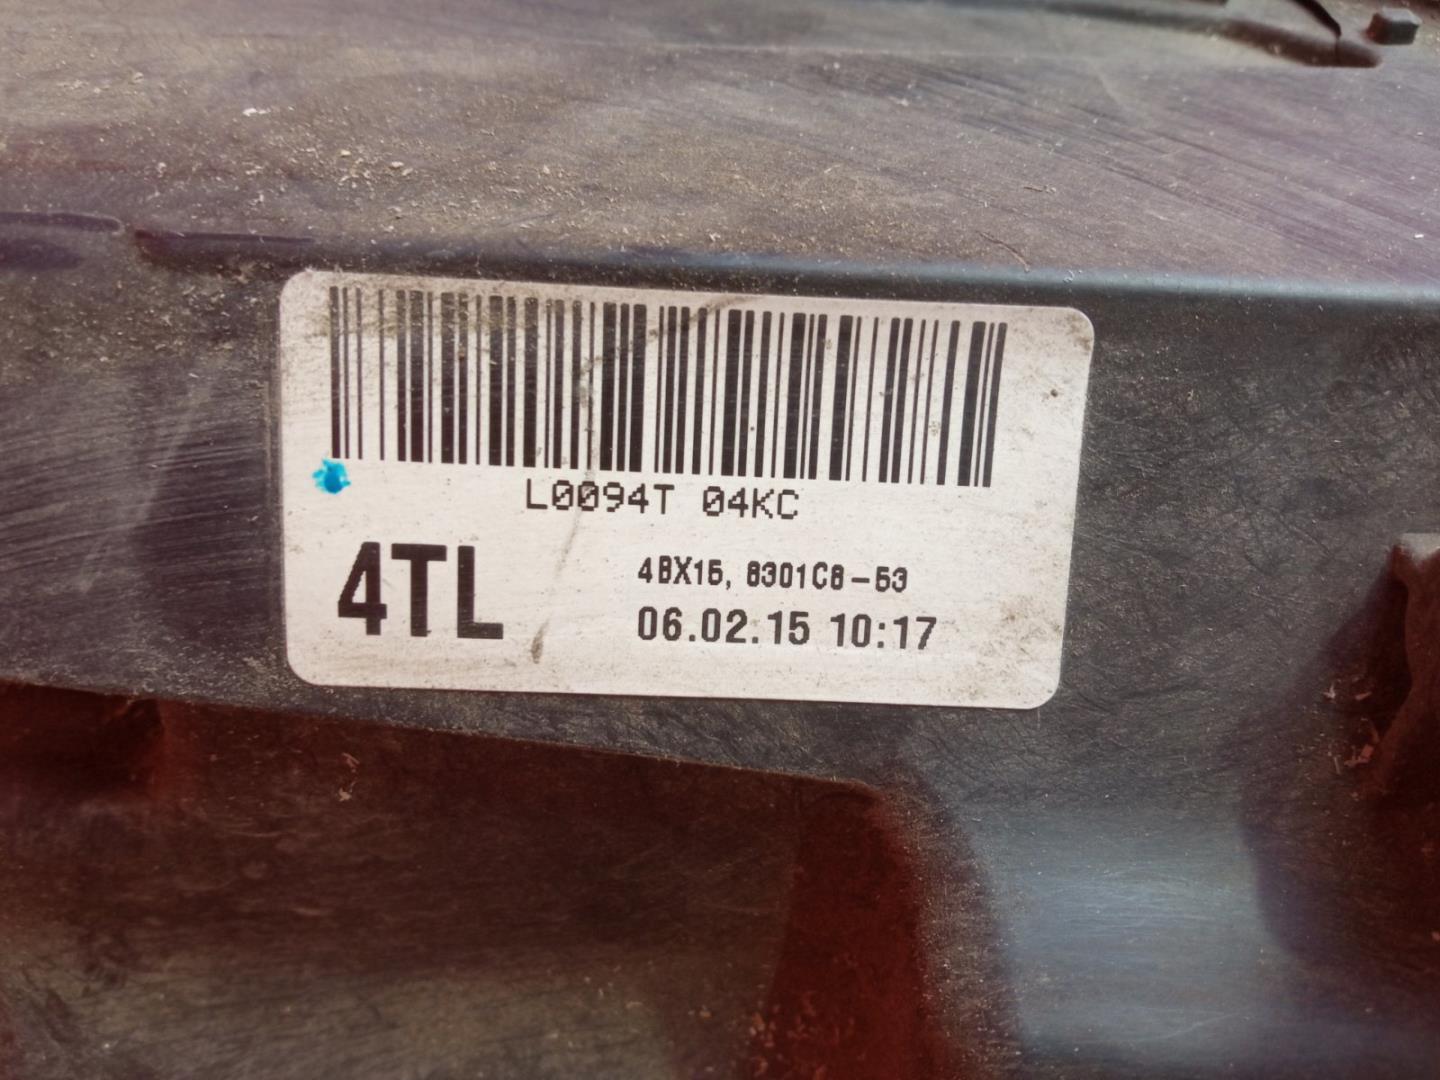 L0094T 04KC
4TL
4BX15, 8301C8-53
06.02.15 10:17